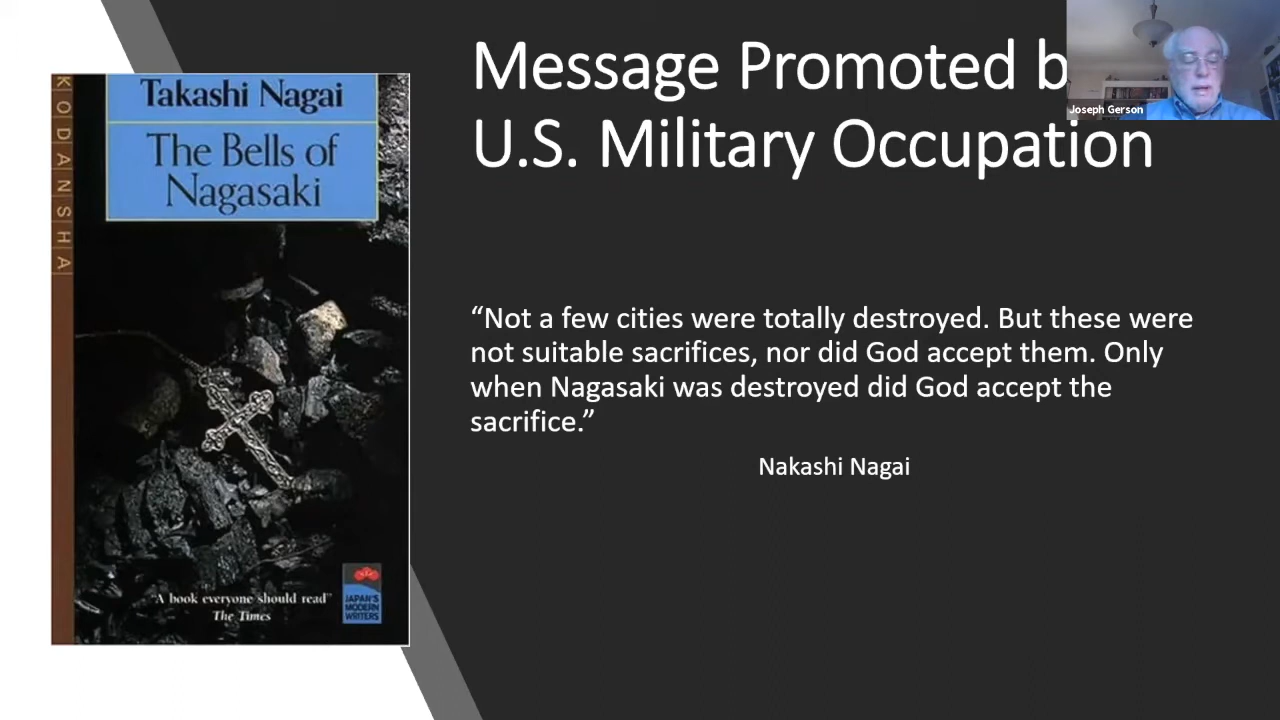 Message Promoted b
U.S. Military Occupation
Joseph Gerson
KODANSHA
Takashi Nagai
The Bells of
Nagasaki
"A book everyone should read"
The Times
JAPAN'S
MODERN
WRITERS
“Not a few cities were totally destroyed. But these were
not suitable sacrifices, nor did God accept them. Only
when Nagasaki was destroyed did God accept the
sacrifice.”
Nakashi Nagai